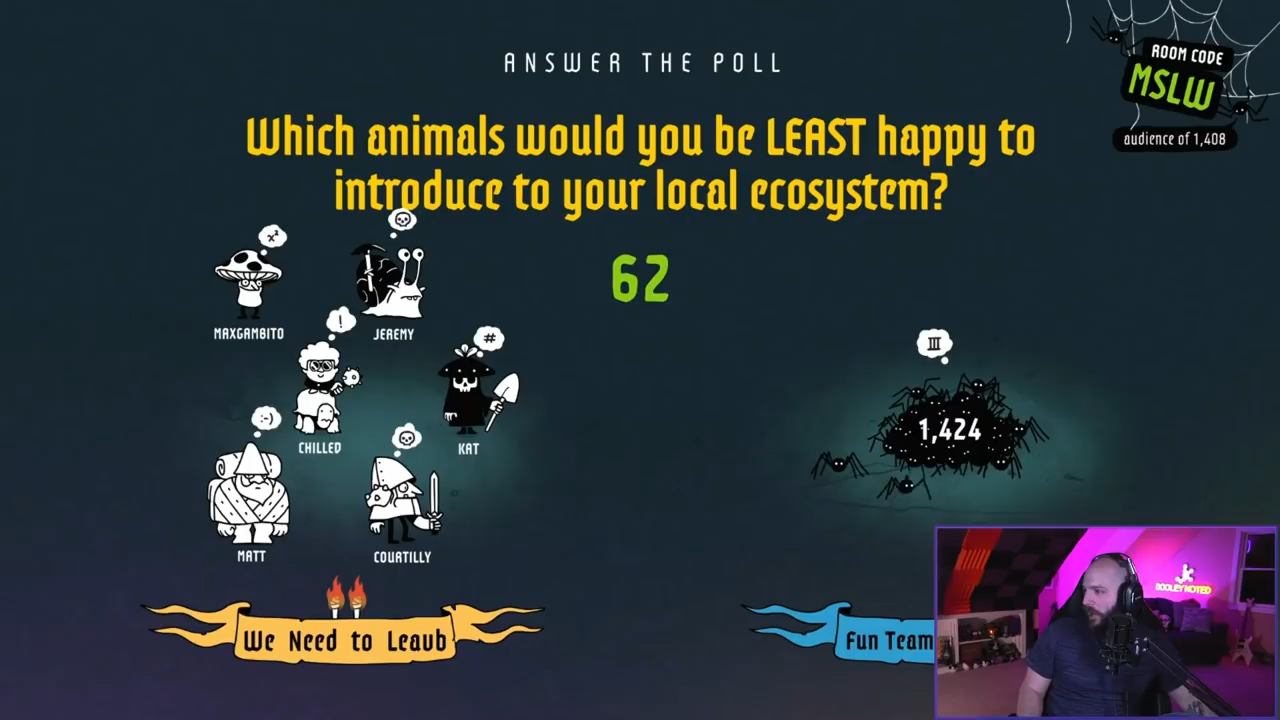 ANSWER THE POLL
ROOM CODE
MSLW
audience of 1,408
Which animals would you be LEAST happy to
introduce to your local ecosystem?
62
MAXGAMBITO
JEREMY
CHILLED
KAT
1,424
MATT
COURTILLY
We Need to Leaub
Fun Team
DOOLEY NOTED